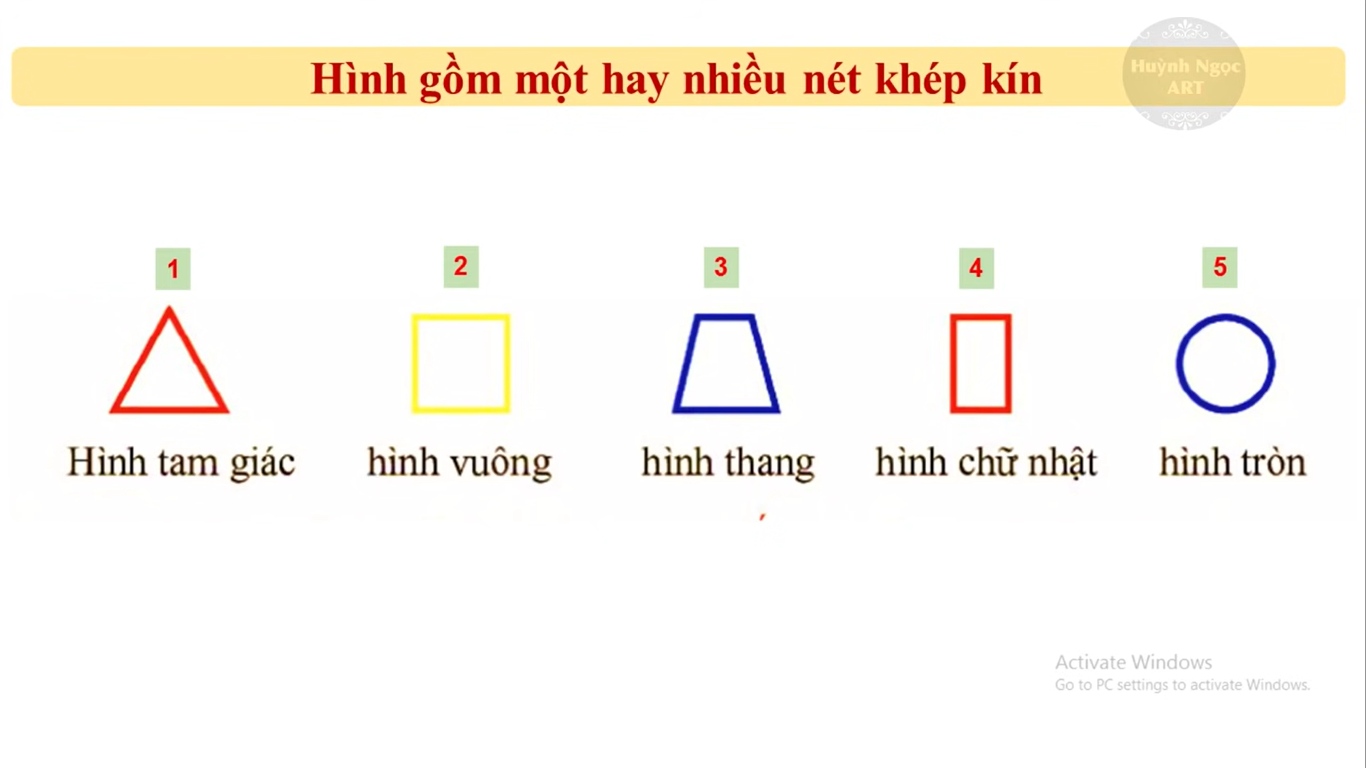 Hình gồm một hay nhiều nét khép kín
Huỳnh Ngọc
ART
1
2
3
4
5
Hình tam giác
hình vuông
hình thang
hình chữ nhật
hình tròn
Activate Windows
Go to PC settings to activate Windows.